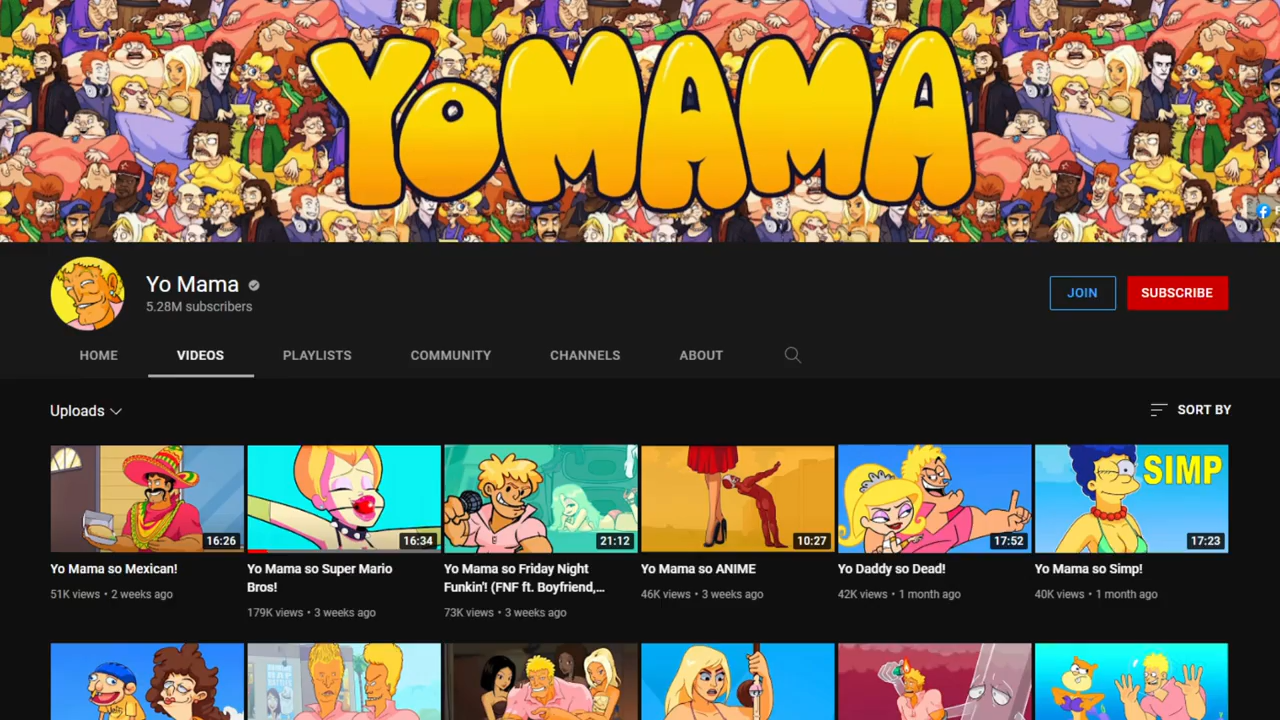 YoMAMA
Yo Mama
5.28M subscribers
JOIN
SUBSCRIBE
HOME
VIDEOS
PLAYLISTS
COMMUNITY
CHANNELS
ABOUT
Uploads
SORT BY
16:26
16:34
21:12
10:27
17:52
SIMP
17:23
Yo Mama so Mexican!
51K views • 2 weeks ago
Yo Mama so Super Mario
Bros!
179K views • 3 weeks ago
Yo Mama so Friday Night
Funkin'! (FNF ft. Boyfriend,...
73K views • 3 weeks ago
Yo Mama so ANIME
46K views • 3 weeks ago
Yo Daddy so Dead!
42K views • 1 month ago
Yo Mama so Simp!
40K views • 1 month ago